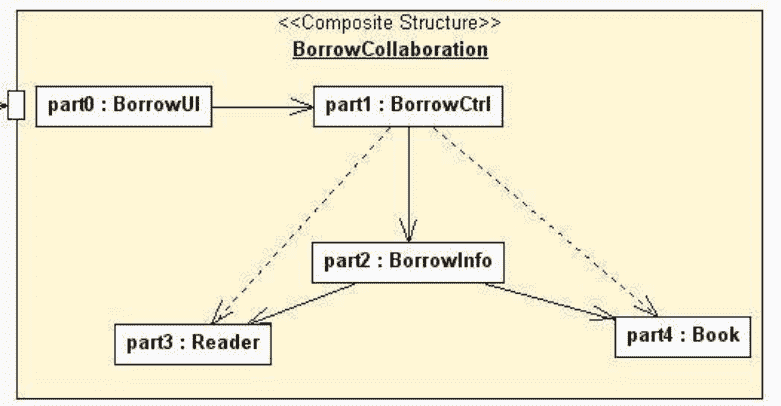 <<Composite Structure>>
BorrowCollaboration
part0 : BorrowUI
part1 : BorrowCtrl
part2 : BorrowInfo
part3 : Reader
part4 : Book